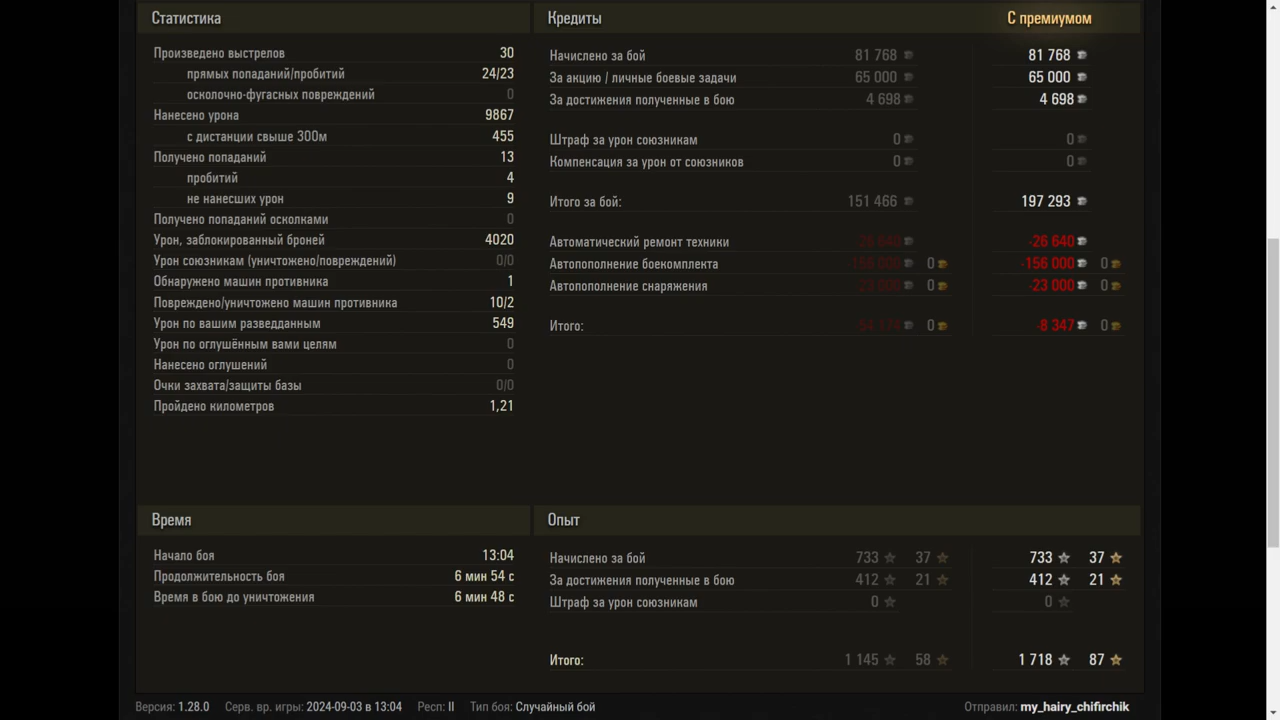 Статистика
Произведено выстрелов 30
прямых попаданий/пробитий 24/23
осколочно-фугасных повреждений 0
Нанесено урона 9867
с дистанции свыше 300м 455
Получено попаданий 13
пробитий 4
не нанесших урон 9
Получено попаданий осколками 0
Урон, заблокированный броней 4020
Урон союзникам (уничтожено/повреждений) 0/0
Обнаружено машин противника 1
Повреждено/уничтожено машин противника 10/2
Урон по вашим разведданным 549
Урон по оглушённым вами целям 0
Нанесено оглушений 0
Очки захвата/защиты базы 0/0
Пройдено километров 1,21
Кредиты С премиумом
Начислено за бой 81 768 81 768
За акцию / личные боевые задачи 65 000 65 000
За достижения полученные в бою 4 698 4 698
Штраф за урон союзникам 0 0
Компенсация за урон от союзников 0 0
Итого за бой: 151 466 197 293
Автоматический ремонт техники -26 640 -26 640
Автопополнение боекомплекта -156 000 0 -156 000 0
Автопополнение снаряжения -23 000 0 -23 000 0
Итого: 0 -8 347 0
Время
Начало боя 13:04
Продолжительность боя 6 мин 54 с
Время в бою до уничтожения 6 мин 48 с
Опыт
Начислено за бой 733 37 733 37
За достижения полученные в бою 412 21 412 21
Штраф за урон союзникам 0 0
Итого: 1 145 58 1 718 87
Версия: 1.28.0 Серв. вр. игры: 2024-09-03 в 13:04 Респ: II Тип боя: Случайный бой Отправил: my_hairy_chifirchik